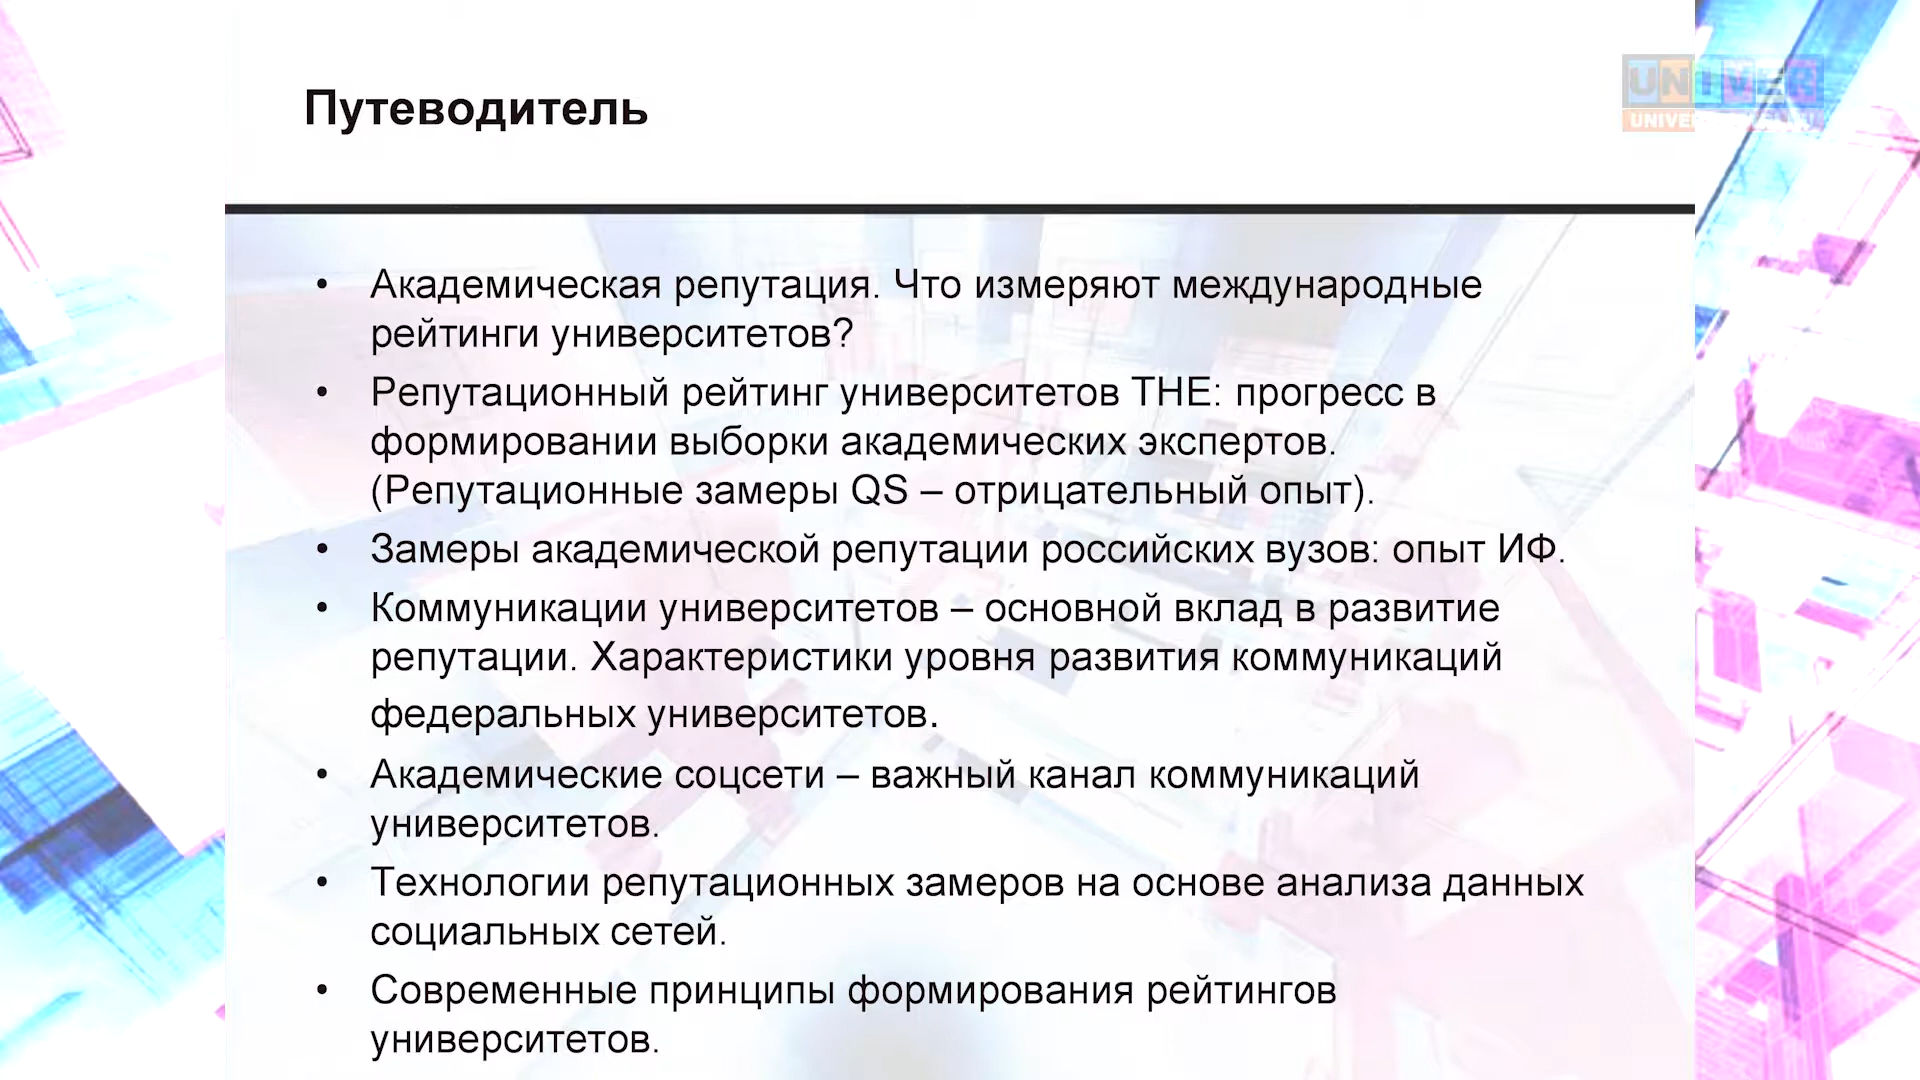 Путеводитель
UNIVER
• Академическая репутация. Что измеряют международные
рейтинги университетов?
• Репутационный рейтинг университетов THE: прогресс в
формировании выборки академических экспертов.
(Репутационные замеры QS – отрицательный опыт).
• Замеры академической репутации российских вузов: опыт ИФ.
• Коммуникации университетов – основной вклад в развитие
репутации. Характеристики уровня развития коммуникаций
федеральных университетов.
• Академические соцсети – важный канал коммуникаций
университетов.
• Технологии репутационных замеров на основе анализа данных
социальных сетей.
• Современные принципы формирования рейтингов
университетов.